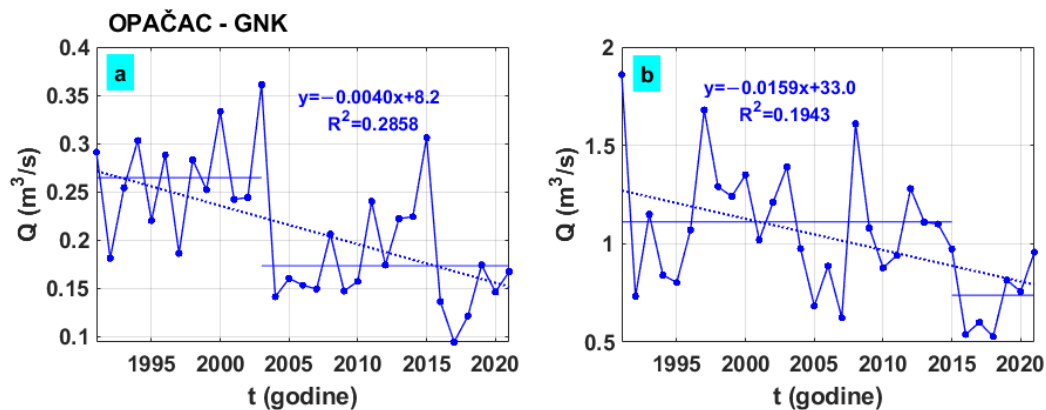 OPAČAC - GNK
a
y=−0.0040x+8.2
R²=0.2858
0.4
0.35
0.3
0.25
0.2
0.15
0.1
Q (m³/s)
1995 2000 2005 2010 2015 2020
t (godine)
b
y=−0.0159x+33.0
R²=0.1943
2
1.5
1
0.5
Q (m³/s)
1995 2000 2005 2010 2015 2020
t (godine)